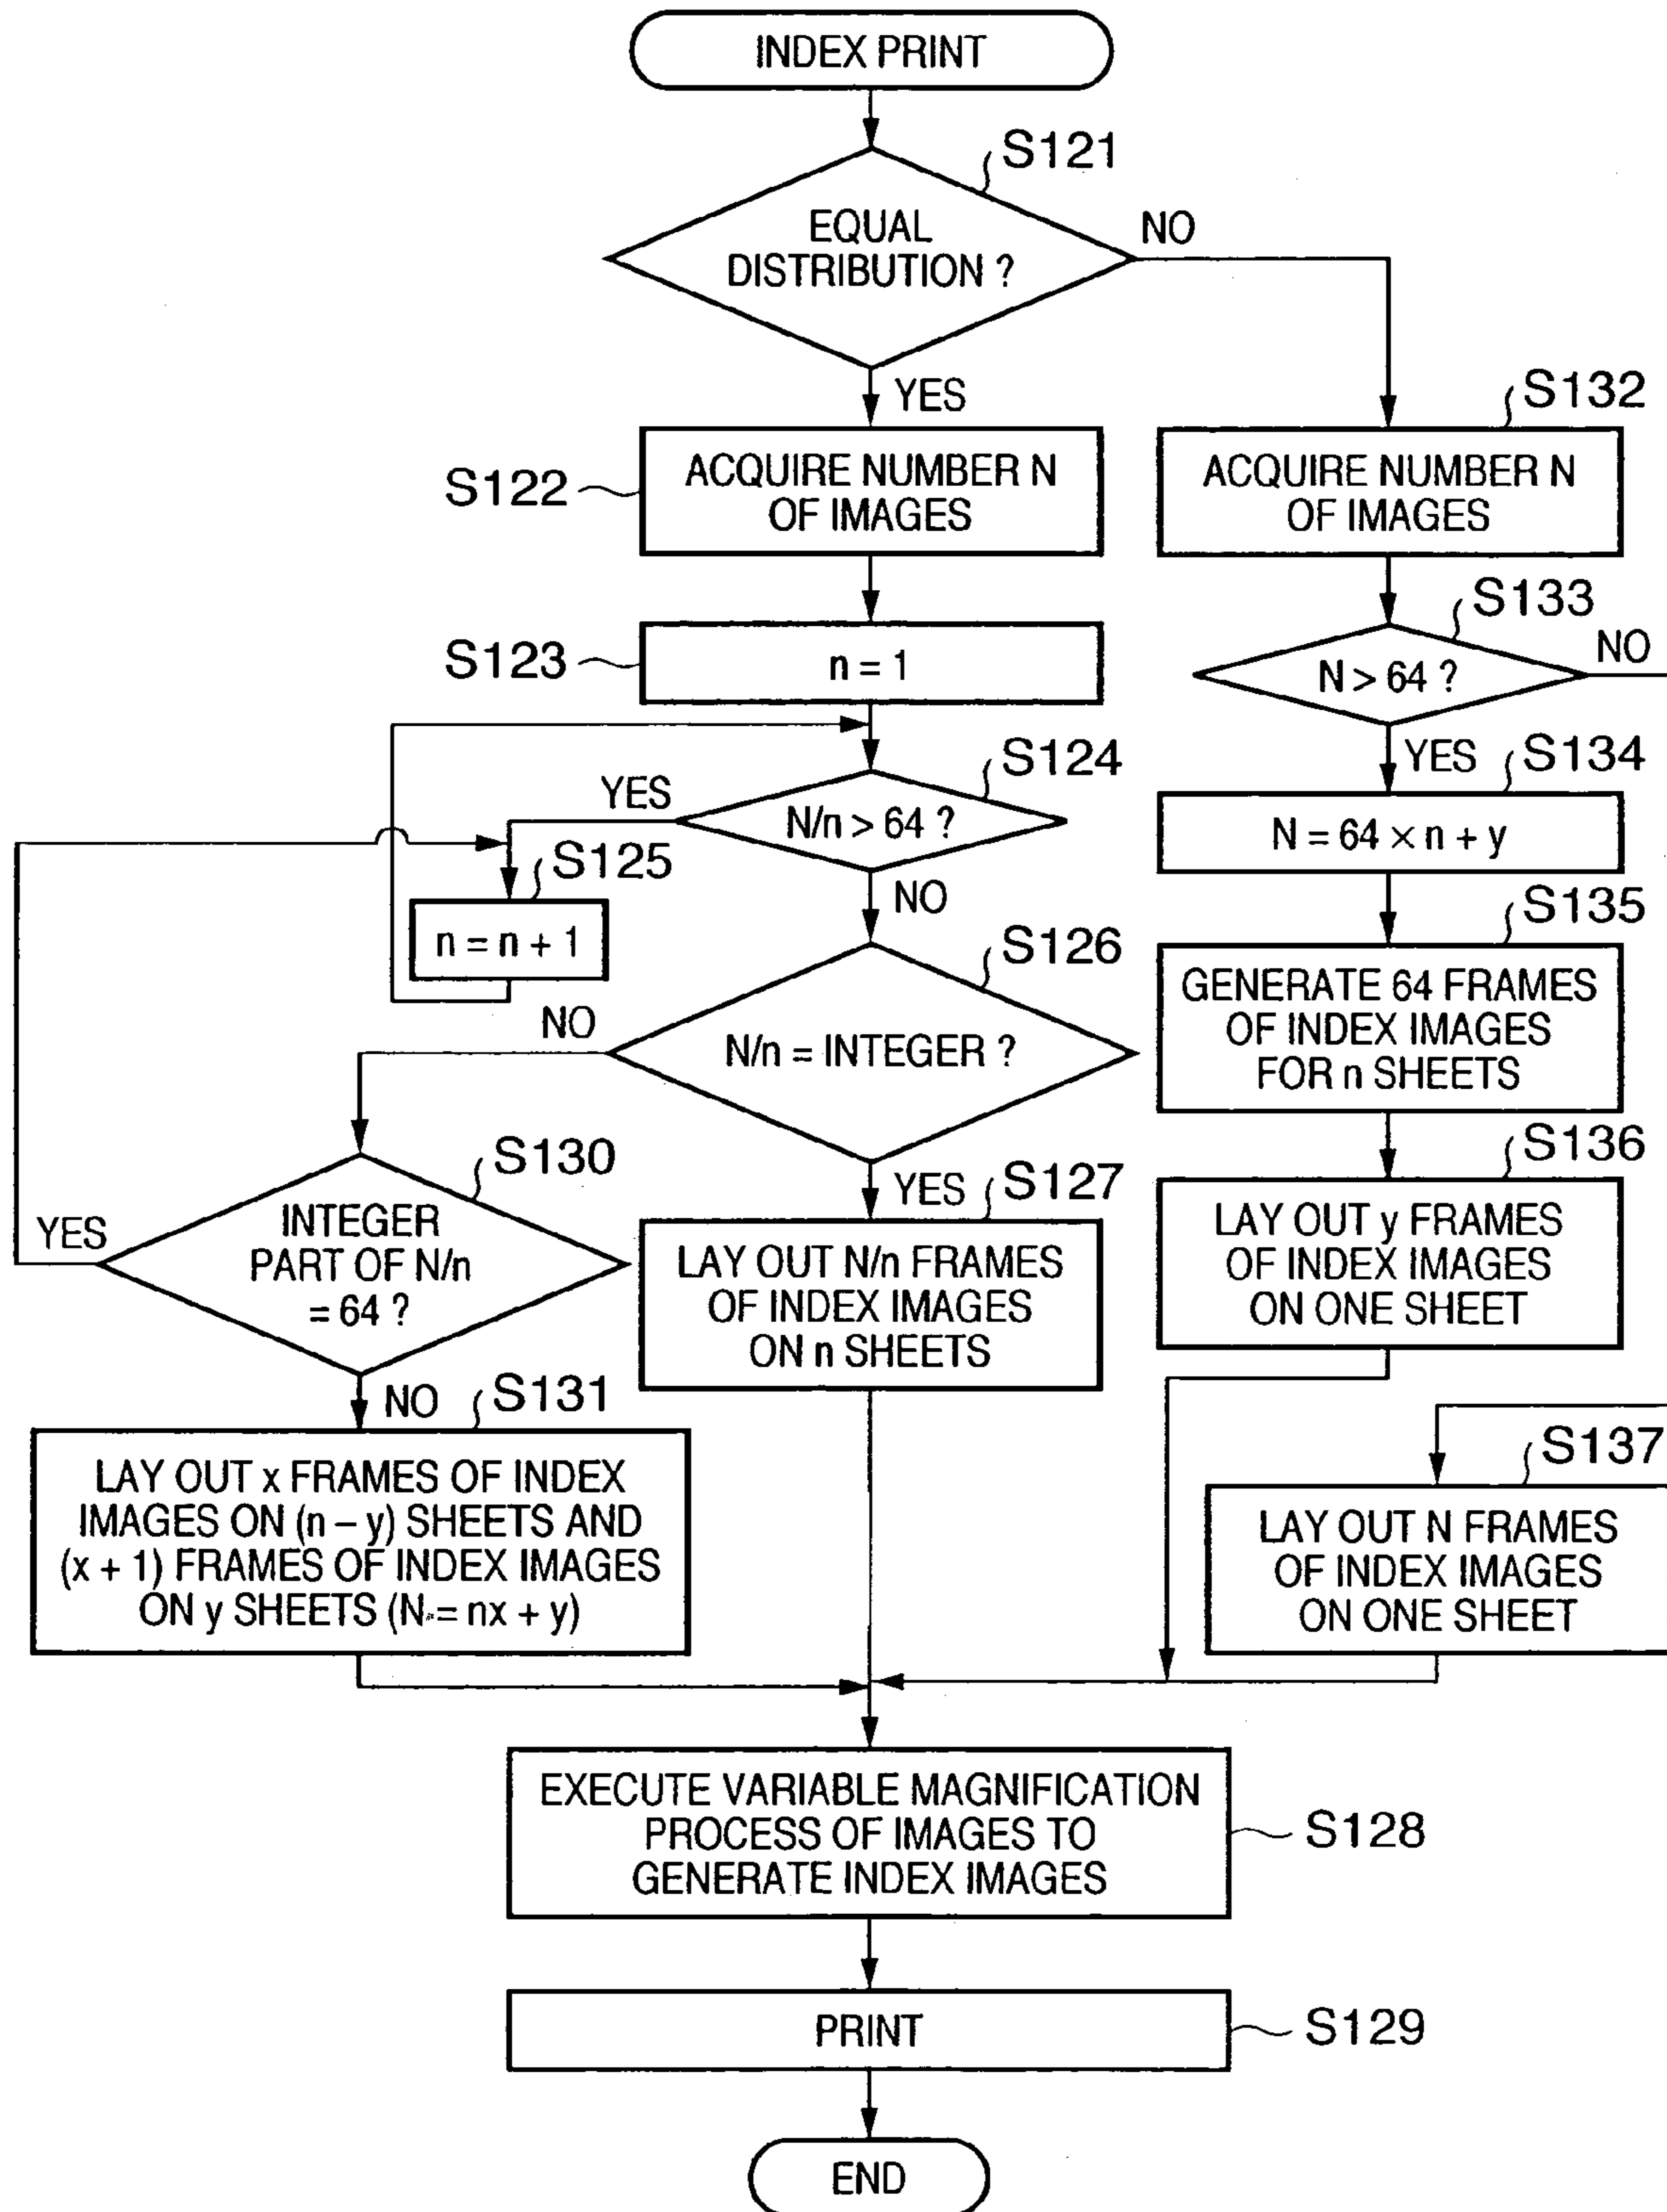 INDEX PRINT
S121
EQUAL
DISTRIBUTION ?
NO
YES
S122
ACQUIRE NUMBER N
OF IMAGES
S132
ACQUIRE NUMBER N
OF IMAGES
S123
n = 1
S133
N > 64 ?
NO
YES
S124
N/n > 64 ?
YES
NO
S125
n = n + 1
S134
N = 64 × n + y
S126
N/n = INTEGER ?
NO
YES
S135
GENERATE 64 FRAMES
OF INDEX IMAGES
FOR n SHEETS
S130
INTEGER
PART OF N/n
= 64 ?
YES
NO
S127
LAY OUT N/n FRAMES
OF INDEX IMAGES
ON n SHEETS
S136
LAY OUT y FRAMES
OF INDEX IMAGES
ON ONE SHEET
S131
LAY OUT x FRAMES OF INDEX
IMAGES ON (n – y) SHEETS AND
(x + 1) FRAMES OF INDEX IMAGES
ON y SHEETS (N = nx + y)
S137
LAY OUT N FRAMES
OF INDEX IMAGES
ON ONE SHEET
EXECUTE VARIABLE MAGNIFICATION
PROCESS OF IMAGES TO
GENERATE INDEX IMAGES
S128
PRINT
S129
END